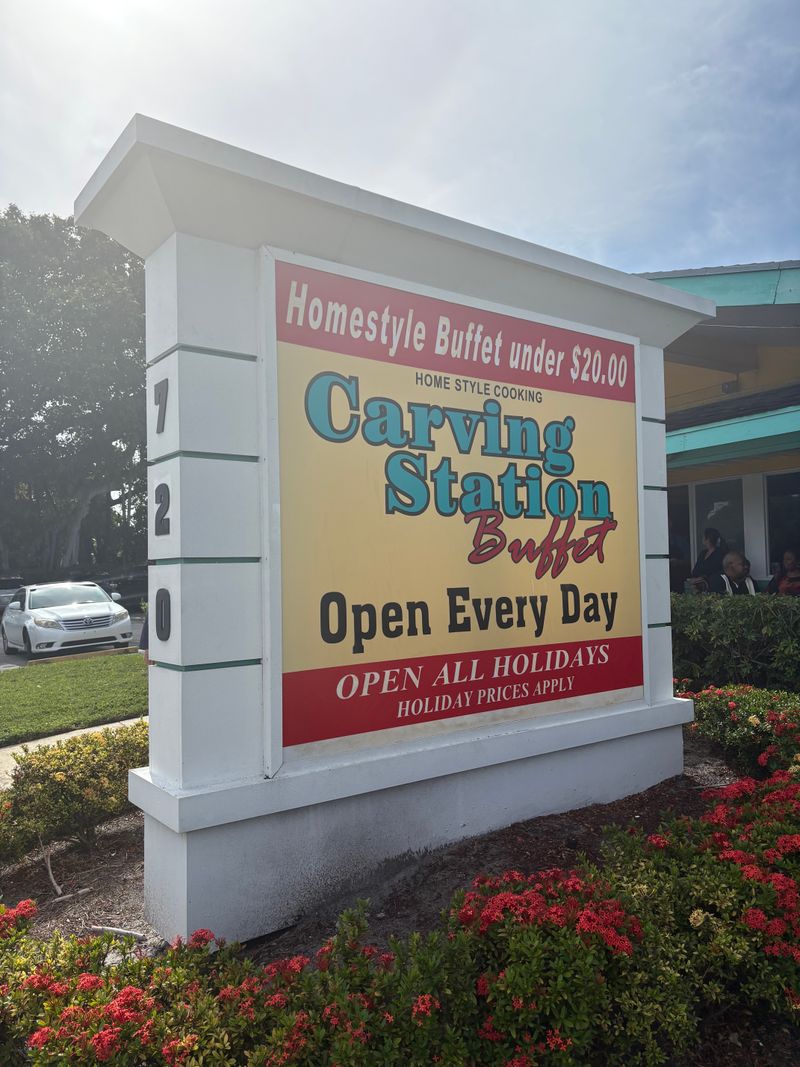 Homestyle Buffet under $20.00
HOME STYLE COOKING
Carving
Station
Buffet
Open Every Day
OPEN ALL HOLIDAYS
HOLIDAY PRICES APPLY
7
2
0